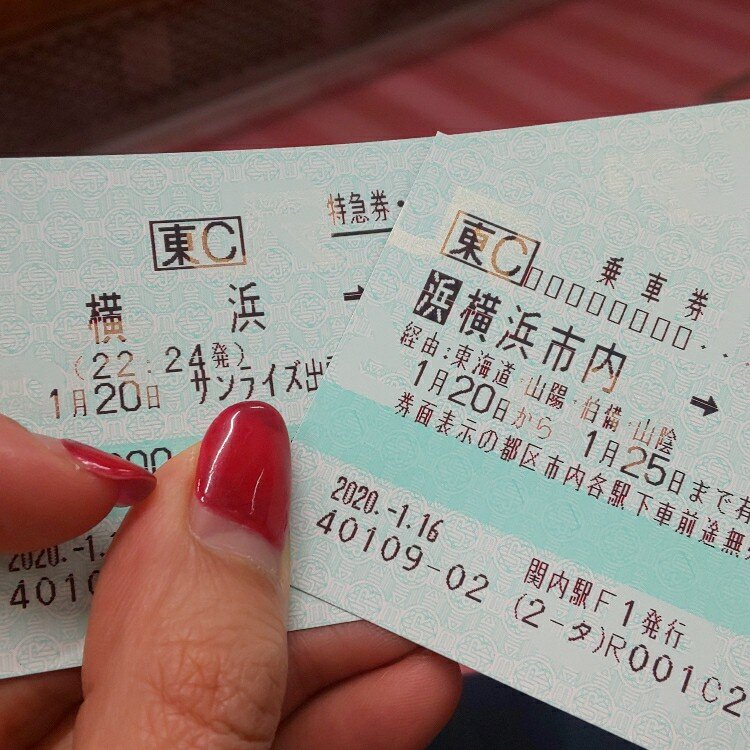 特急券・
東C
横浜 →
(22:24発)
1月20日 サンライズ出
2020.-1.
4010
東C
乗車券
浜横浜市内 →
経由:東海道・山陽・伯備・山陰
1月20日から 1月25日まで有
券面表示の都区市内各駅下車前途無
2020.-1.16 関内駅F1発行
40109-02 (2-タ)R001C2